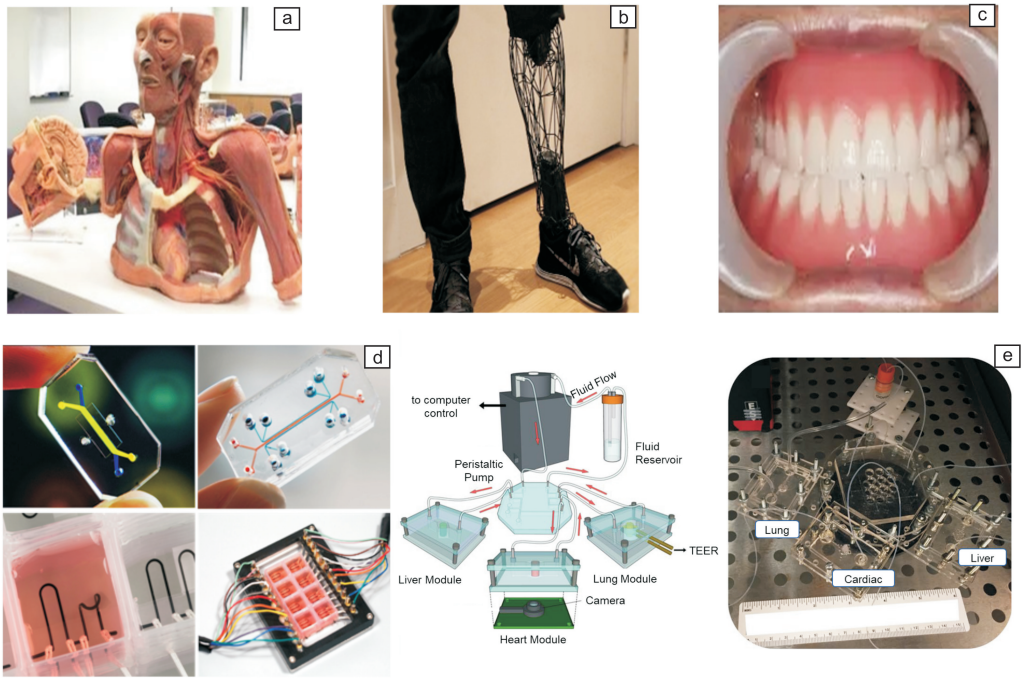 a
b
c
d
e
to computer
control
Fluid Flow
Fluid
Reservoir
Peristaltic
Pump
Liver Module
Lung Module
TEER
Camera
Heart Module
Lung
Cardiac
Liver